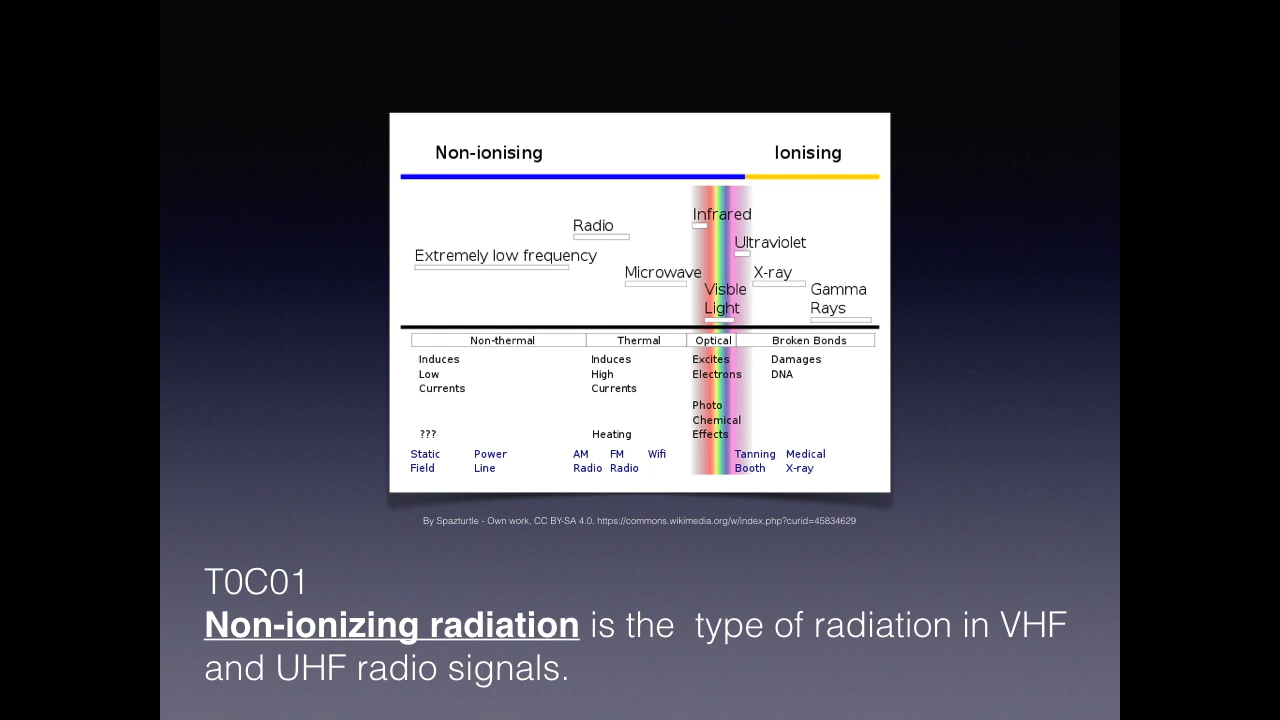 Non-ionising Ionising
Infrared
Radio
Ultraviolet
Extremely low frequency
Microwave X-ray
Visble Gamma
Light Rays
Non-thermal Thermal Optical Broken Bonds
Induces Induces Excites Damages
Low High Electrons DNA
Currents Currents
Photo
Chemical
??? Heating Effects
Static Power AM FM Wifi Tanning Medical
Field Line Radio Radio Booth X-ray
By Spazturtle - Own work, CC BY-SA 4.0, https://commons.wikimedia.org/w/index.php?curid=45834629
T0C01
Non-ionizing radiation is the type of radiation in VHF
and UHF radio signals.